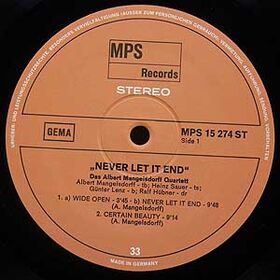 MPS
Records
STEREO
GEMA
MPS 15 274 ST
Side 1
„NEVER LET IT END"
Das Albert Mangelsdorff Quartett
Albert Mangelsdorff - tb; Heinz Sauer - ts;
Günter Lenz - b; Ralf Hübner - dr
1. a) WIDE OPEN - 9'45 - b) NEVER LET IT END - 9'48
(A. Mangelsdorff)
2. CERTAIN BEAUTY - 9'14
(A. Mangelsdorff)
33
MADE IN GERMANY